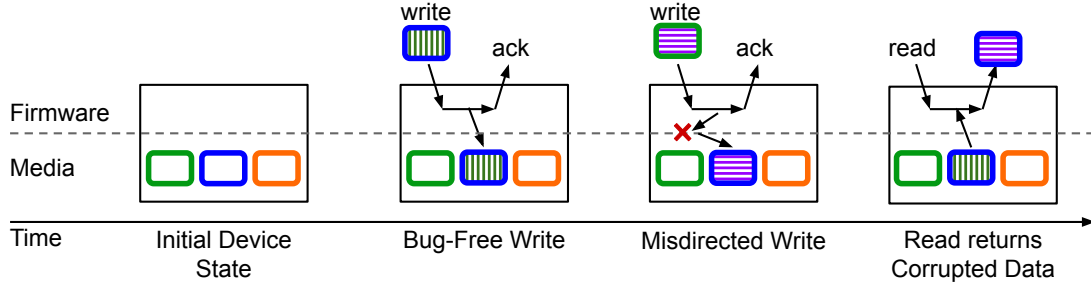 write
write
ack
ack
read
Firmware
Media
Time
Initial Device
State
Bug-Free Write
Misdirected Write
Read returns
Corrupted Data